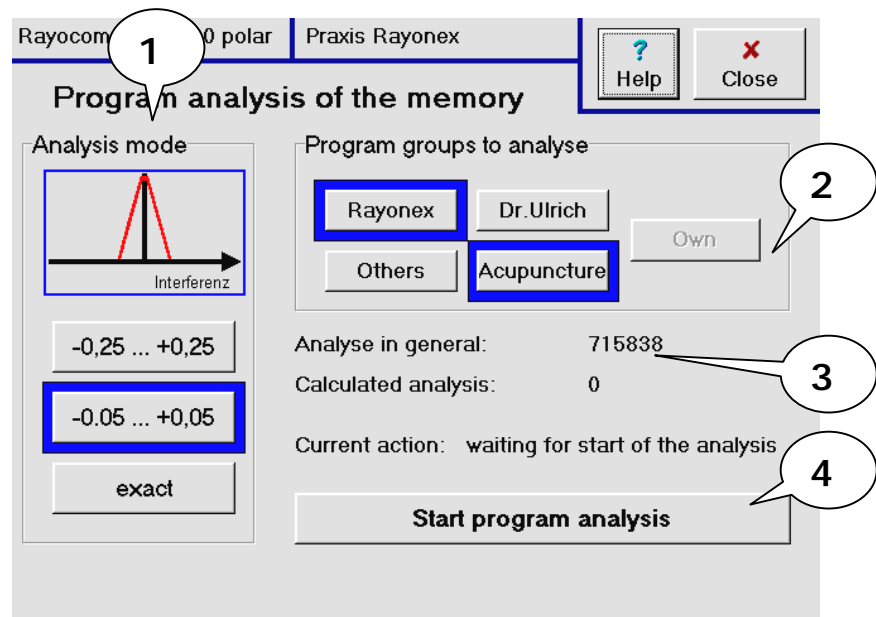 Rayocom 0 polar
Praxis Rayonex
? Help
x Close
1
Program analysis of the memory
Analysis mode
Interferenz
-0,25 ... +0,25
-0.05 ... +0,05
exact
Program groups to analyse
2
Rayonex
Dr.Ulrich
Own
Others
Acupuncture
Analyse in general: 715838
3
Calculated analysis: 0
Current action: waiting for start of the analysis
4
Start program analysis